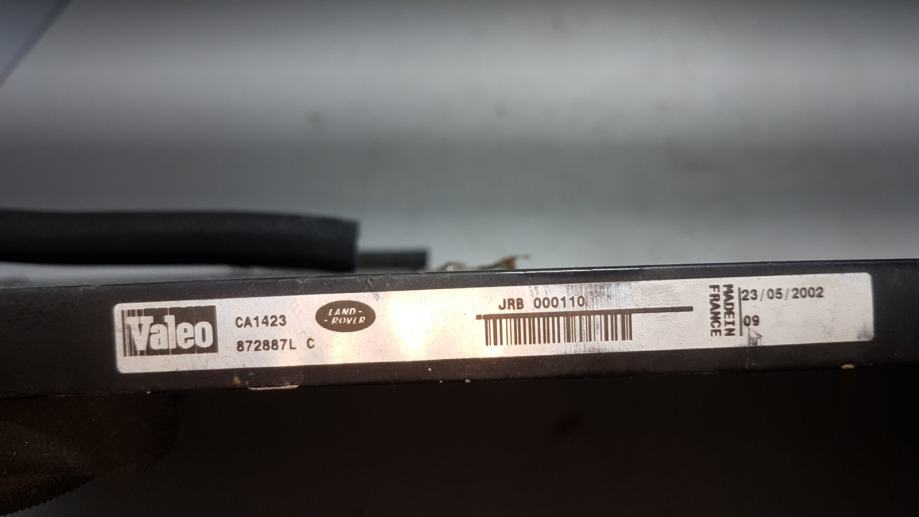 Valeo
CA1423
872887L C
LAND-
-ROVER
JRB 000110
MADE IN
FRANCE
23/05/2002
09